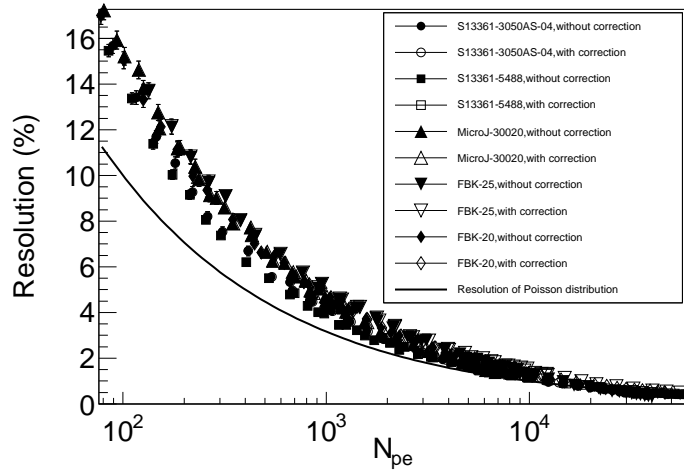 Resolution (%)
16
14
12
10
8
6
4
2
0
10²
10³
10⁴
N_pe
S13361-3050AS-04,without correction
S13361-3050AS-04,with correction
S13361-5488,without correction
S13361-5488,with correction
MicroJ-30020,without correction
MicroJ-30020,with correction
FBK-25,without correction
FBK-25,with correction
FBK-20,without correction
FBK-20,with correction
Resolution of Poisson distribution